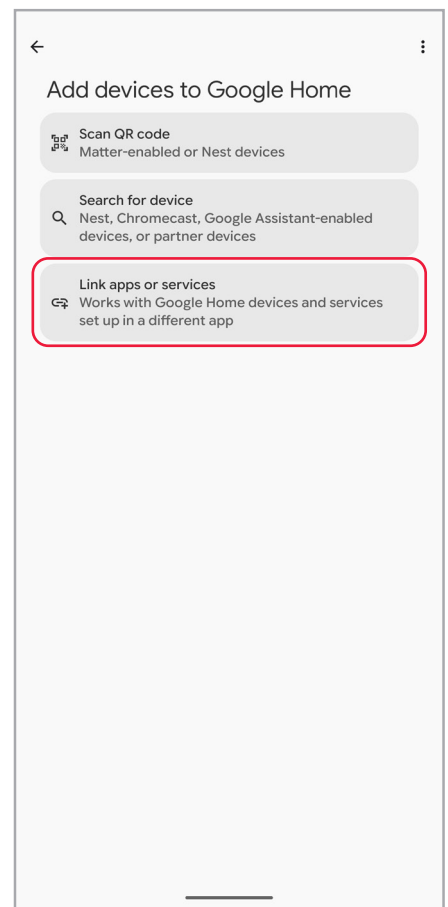 Add devices to Google Home
Scan QR code
Matter-enabled or Nest devices
Search for device
Nest, Chromecast, Google Assistant-enabled
devices, or partner devices
Link apps or services
Works with Google Home devices and services
set up in a different app